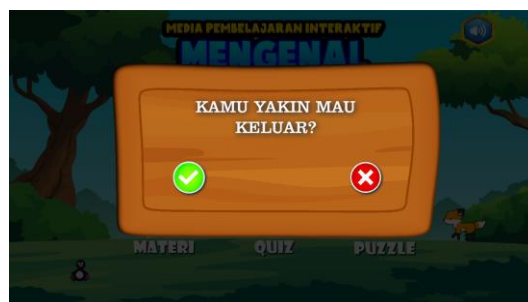 MEDIA PEMBELAJARAN INTERAKTIF
MENGENAL
KAMU YAKIN MAU
KELUAR?
MATERI QUIZ PUZZLE